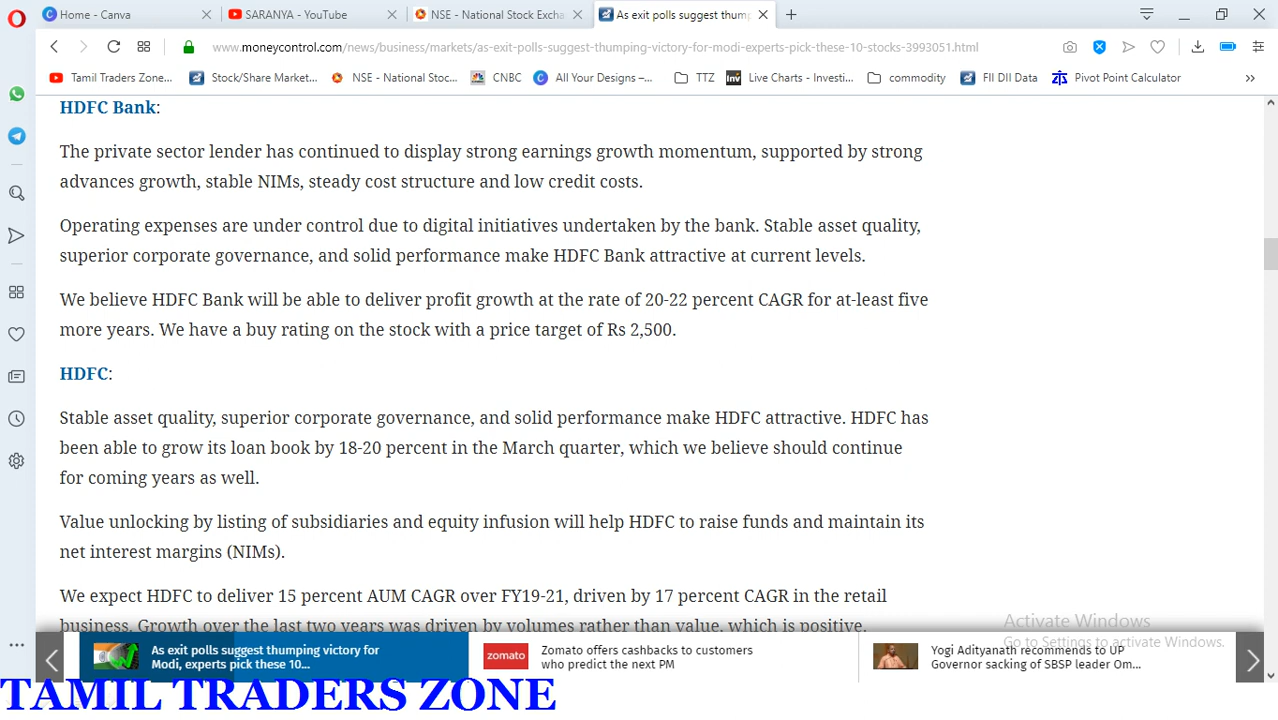 Home - Canva
SARANYA - YouTube
NSE - National Stock Excha
As exit polls suggest thump
www.moneycontrol.com/news/business/markets/as-exit-polls-suggest-thumping-victory-for-modi-experts-pick-these-10-stocks-3993051.html
Tamil Traders Zone...
Stock/Share Market...
NSE - National Stoc...
CNBC
All Your Designs –...
TTZ
Inv
Live Charts - Investi...
commodity
FII DII Data
Pivot Point Calculator
HDFC Bank:
The private sector lender has continued to display strong earnings growth momentum, supported by strong
advances growth, stable NIMs, steady cost structure and low credit costs.
Operating expenses are under control due to digital initiatives undertaken by the bank. Stable asset quality,
superior corporate governance, and solid performance make HDFC Bank attractive at current levels.
We believe HDFC Bank will be able to deliver profit growth at the rate of 20-22 percent CAGR for at-least five
more years. We have a buy rating on the stock with a price target of Rs 2,500.
HDFC:
Stable asset quality, superior corporate governance, and solid performance make HDFC attractive. HDFC has
been able to grow its loan book by 18-20 percent in the March quarter, which we believe should continue
for coming years as well.
Value unlocking by listing of subsidiaries and equity infusion will help HDFC to raise funds and maintain its
net interest margins (NIMs).
We expect HDFC to deliver 15 percent AUM CAGR over FY19-21, driven by 17 percent CAGR in the retail
business. Growth over the last two years was driven by volumes rather than value, which is positive.
Activate Windows
Go to Settings to activate Windows.
As exit polls suggest thumping victory for
Modi, experts pick these 10...
zomato
Zomato offers cashbacks to customers
who predict the next PM
Yogi Adityanath recommends to UP
Governor sacking of SBSP leader Om...
TAMIL TRADERS ZONE